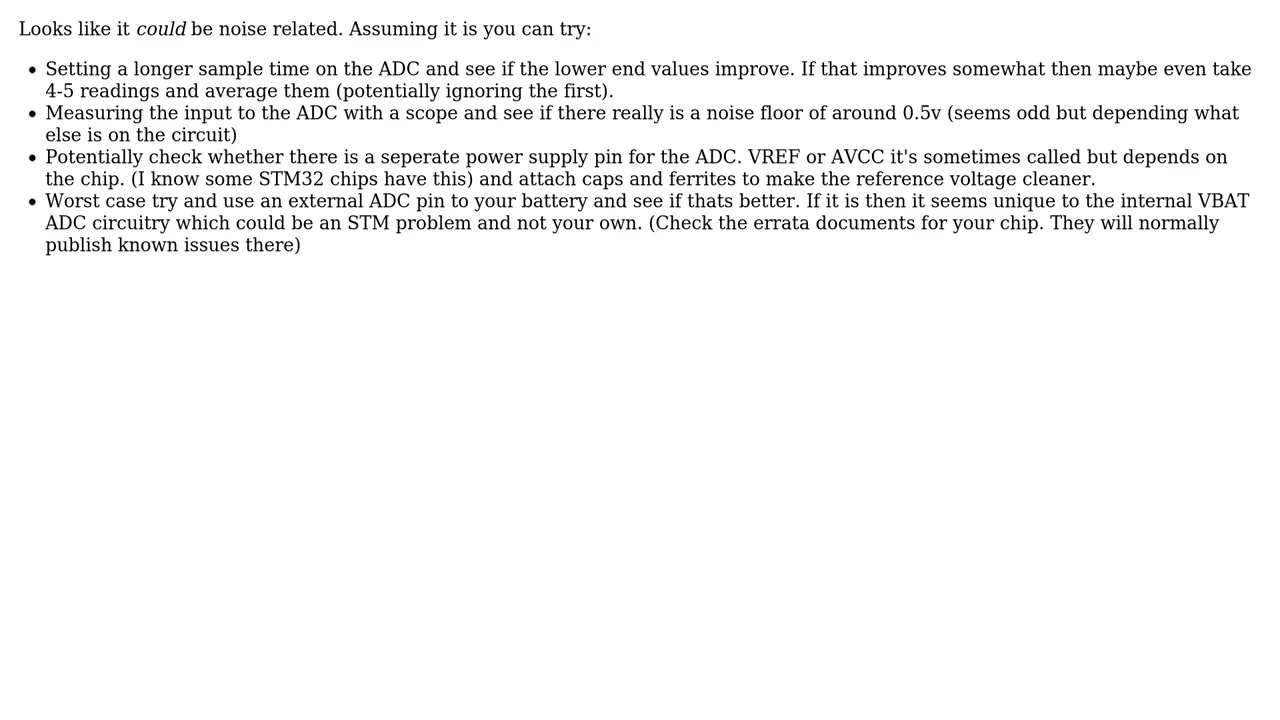 Looks like it could be noise related. Assuming it is you can try:
• Setting a longer sample time on the ADC and see if the lower end values improve. If that improves somewhat then maybe even take
4-5 readings and average them (potentially ignoring the first).
• Measuring the input to the ADC with a scope and see if there really is a noise floor of around 0.5v (seems odd but depending what
else is on the circuit)
• Potentially check whether there is a seperate power supply pin for the ADC. VREF or AVCC it's sometimes called but depends on
the chip. (I know some STM32 chips have this) and attach caps and ferrites to make the reference voltage cleaner.
• Worst case try and use an external ADC pin to your battery and see if thats better. If it is then it seems unique to the internal VBAT
ADC circuitry which could be an STM problem and not your own. (Check the errata documents for your chip. They will normally
publish known issues there)